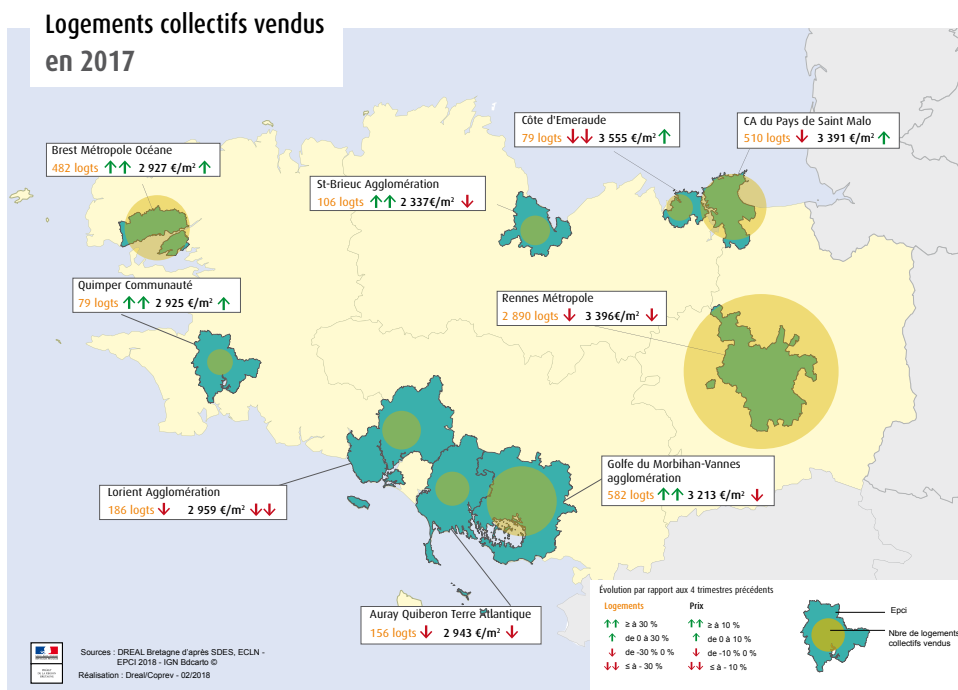 Logements collectifs vendus
en 2017
Côte d'Emeraude
79 logts ↓↓ 3 555 €/m² ↑
CA du Pays de Saint Malo
510 logts ↓ 3 391 €/m² ↑
Brest Métropole Océane
482 logts ↑↑ 2 927 €/m² ↑
St-Brieuc Agglomération
106 logts ↑↑ 2 337€/m² ↓
Quimper Communauté
79 logts ↑↑ 2 925 €/m² ↑
Rennes Métropole
2 890 logts ↓ 3 396€/m² ↓
Golfe du Morbihan-Vannes
agglomération
582 logts ↑↑ 3 213 €/m² ↓
Lorient Agglomération
186 logts ↓ 2 959 €/m² ↓↓
Auray Quiberon Terre Atlantique
156 logts ↓ 2 943 €/m² ↓
Évolution par rapport aux 4 trimestres précédents
Logements Prix
↑↑ ≥ à 30 % ↑↑ ≥ à 10 %
↑ de 0 à 30 % ↑ de 0 à 10 %
↓ de -30 % 0 % ↓ de -10 % 0 %
↓↓ ≤ à - 30 % ↓↓ ≤ à - 10 %
Epci
Nbre de logements
collectifs vendus
Sources : DREAL Bretagne d'après SDES, ECLN -
EPCI 2018 - IGN Bdcarto ©
Réalisation : Dreal/Coprev - 02/2018